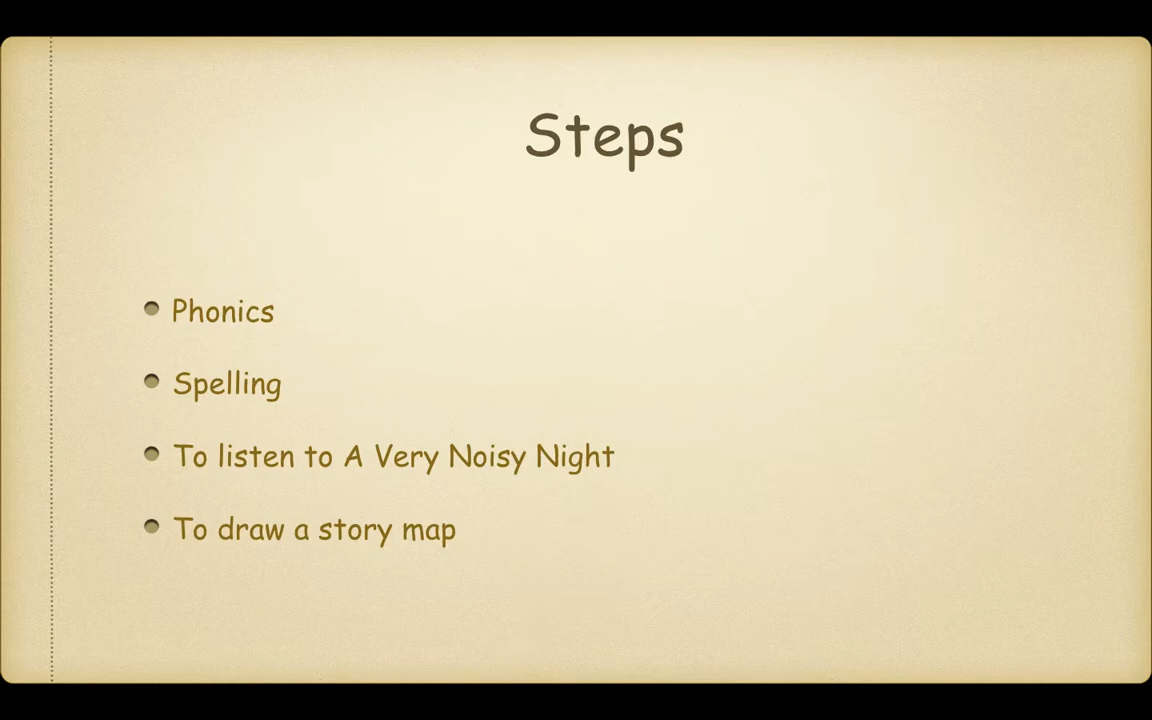 Steps
Phonics
Spelling
To listen to A Very Noisy Night
To draw a story map